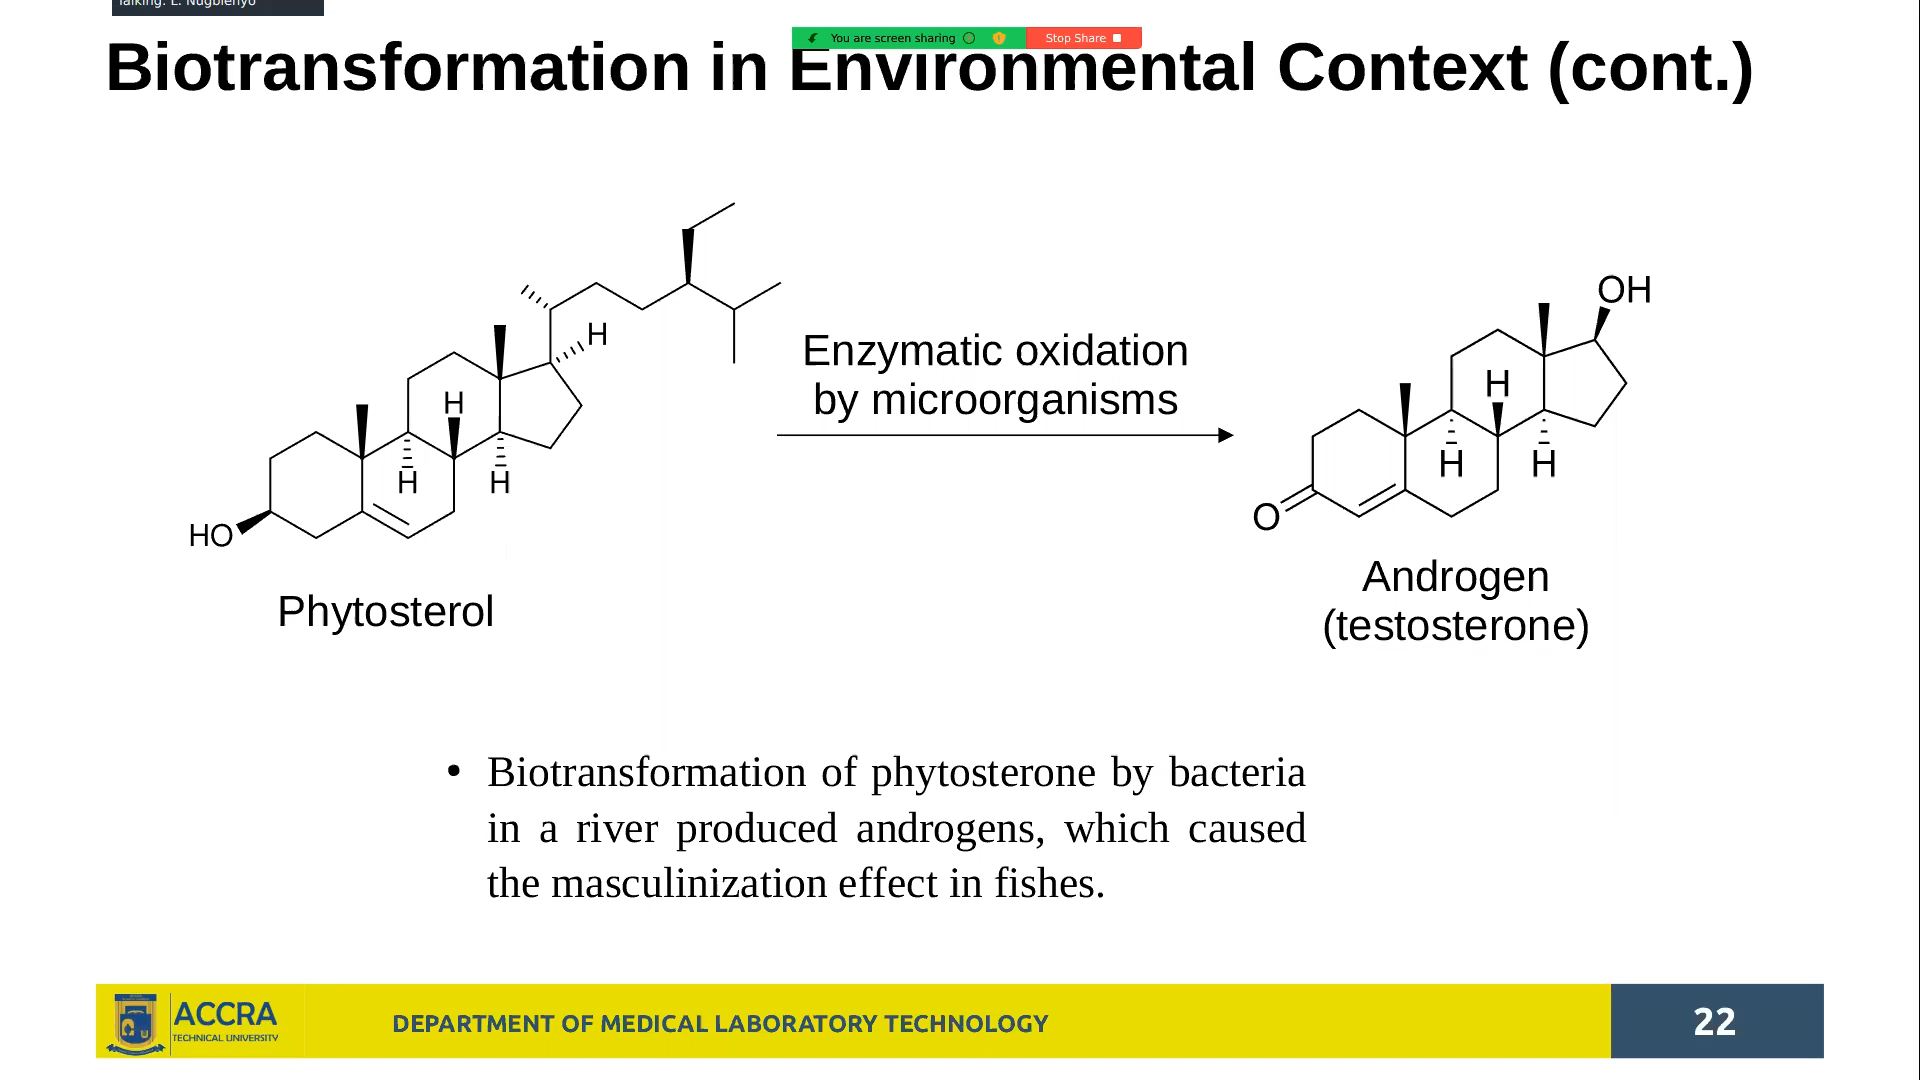 Talking: L. Nugbienyo
You are screen sharing
Stop Share
Biotransformation in Environmental Context (cont.)
OH
H
Enzymatic oxidation
by microorganisms
H
H
H
H
H
H
HO
O
Androgen
(testosterone)
Phytosterol
• Biotransformation of phytosterone by bacteria
in a river produced androgens, which caused
the masculinization effect in fishes.
ACCRA
TECHNICAL UNIVERSITY
DEPARTMENT OF MEDICAL LABORATORY TECHNOLOGY
22